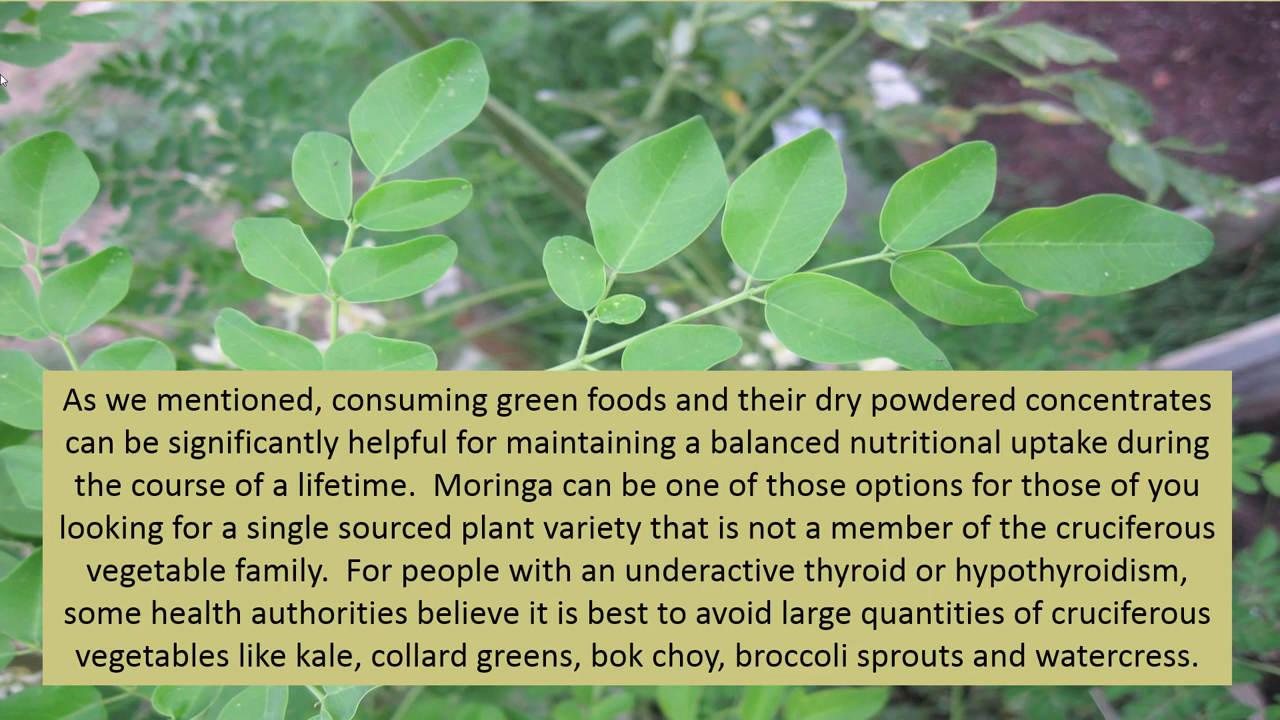 As we mentioned, consuming green foods and their dry powdered concentrates
can be significantly helpful for maintaining a balanced nutritional uptake during
the course of a lifetime.  Moringa can be one of those options for those of you
looking for a single sourced plant variety that is not a member of the cruciferous
vegetable family.  For people with an underactive thyroid or hypothyroidism,
some health authorities believe it is best to avoid large quantities of cruciferous
vegetables like kale, collard greens, bok choy, broccoli sprouts and watercress.